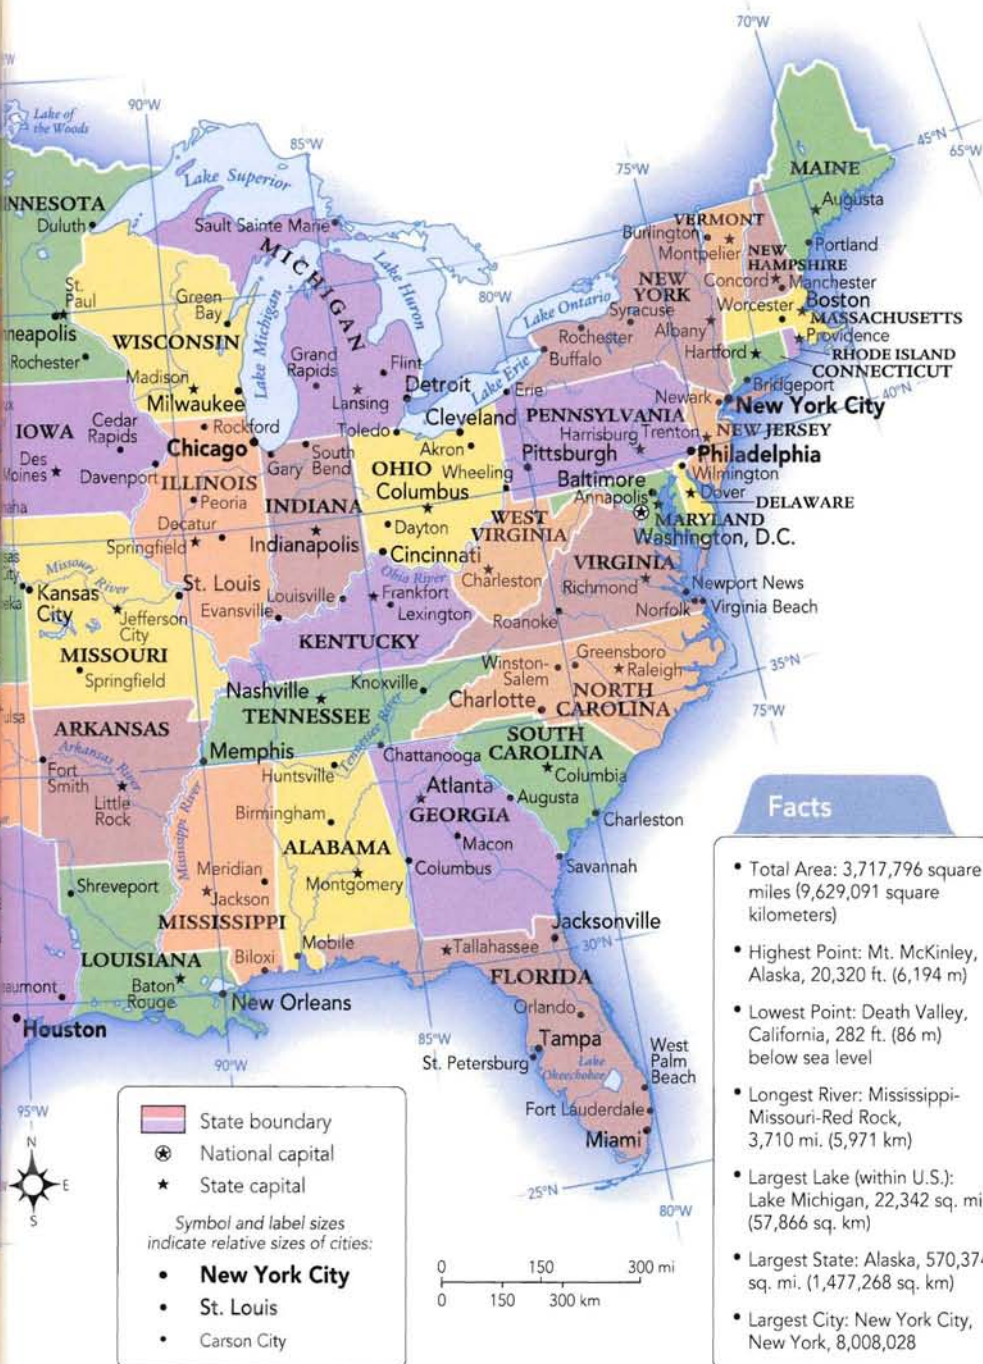 70°W
90°W
Lake of
the Woods
85°W
45°N
65°W
75°W
Lake Superior
MAINE
NNESOTA
Augusta
Duluth
Sault Sainte Marie
VERMONT
Burlington
Montpelier
Portland
MICHIGAN
NEW
HAMPSHIRE
Concord
Manchester
St.
Paul
Lake Huron
80°W
NEW
YORK
Green
Bay
Lake Michigan
Lake Ontario
Syracuse
Worcester
Boston
MASSACHUSETTS
neapolis
WISCONSIN
Rochester
Albany
Providence
Rochester
Grand
Rapids
Flint
Buffalo
Hartford
RHODE ISLAND
CONNECTICUT
Madison
Lansing
Detroit
Lake Erie
Erie
Bridgeport
40°N
Milwaukee
Newark
New York City
IOWA
Cedar
Rapids
Rockford
Toledo
Cleveland
PENNSYLVANIA
Chicago
Akron
Harrisburg
Trenton
NEW JERSEY
Des
Moines
Davenport
Gary
South
Bend
OHIO
Wheeling
Pittsburgh
Philadelphia
ILLINOIS
Columbus
Baltimore
Wilmington
maha
Peoria
INDIANA
Annapolis
Dover
DELAWARE
Decatur
Dayton
WEST
VIRGINIA
MARYLAND
Springfield
Indianapolis
Cincinnati
Washington, D.C.
sas
City
Missouri
River
VIRGINIA
Ohio River
Charleston
Kansas
City
St. Louis
Louisville
Frankfort
Richmond
Newport News
eka
Evansville
Lexington
Norfolk
Virginia Beach
Jefferson
City
Roanoke
KENTUCKY
MISSOURI
Greensboro
Springfield
Winston-
Salem
Raleigh
35°N
Nashville
Knoxville
Charlotte
NORTH
CAROLINA
ulsa
TENNESSEE
Tennessee River
75°W
ARKANSAS
SOUTH
CAROLINA
Arkansas River
Memphis
Chattanooga
Fort
Smith
Huntsville
Columbia
Atlanta
Little
Rock
Mississippi River
Birmingham
Augusta
GEORGIA
Charleston
ALABAMA
Macon
Meridian
Columbus
Savannah
Shreveport
Montgomery
Jackson
MISSISSIPPI
Jacksonville
Mobile
Tallahassee
30°N
LOUISIANA
Biloxi
FLORIDA
eaumont
Baton
Rouge
New Orleans
Orlando
Houston
Tampa
85°W
St. Petersburg
West
Palm
Beach
90°W
Lake
Okeechobee
95°W
Fort Lauderdale
Miami
25°N
80°W
N
E
S
State boundary
National capital
State capital
Symbol and label sizes
indicate relative sizes of cities:
New York City
St. Louis
Carson City
0 150 300 mi
0 150 300 km
Facts
• Total Area: 3,717,796 square
miles (9,629,091 square
kilometers)
• Highest Point: Mt. McKinley,
Alaska, 20,320 ft. (6,194 m)
• Lowest Point: Death Valley,
California, 282 ft. (86 m)
below sea level
• Longest River: Mississippi-
Missouri-Red Rock,
3,710 mi. (5,971 km)
• Largest Lake (within U.S.):
Lake Michigan, 22,342 sq. mi
(57,866 sq. km)
• Largest State: Alaska, 570,374
sq. mi. (1,477,268 sq. km)
• Largest City: New York City,
New York, 8,008,028